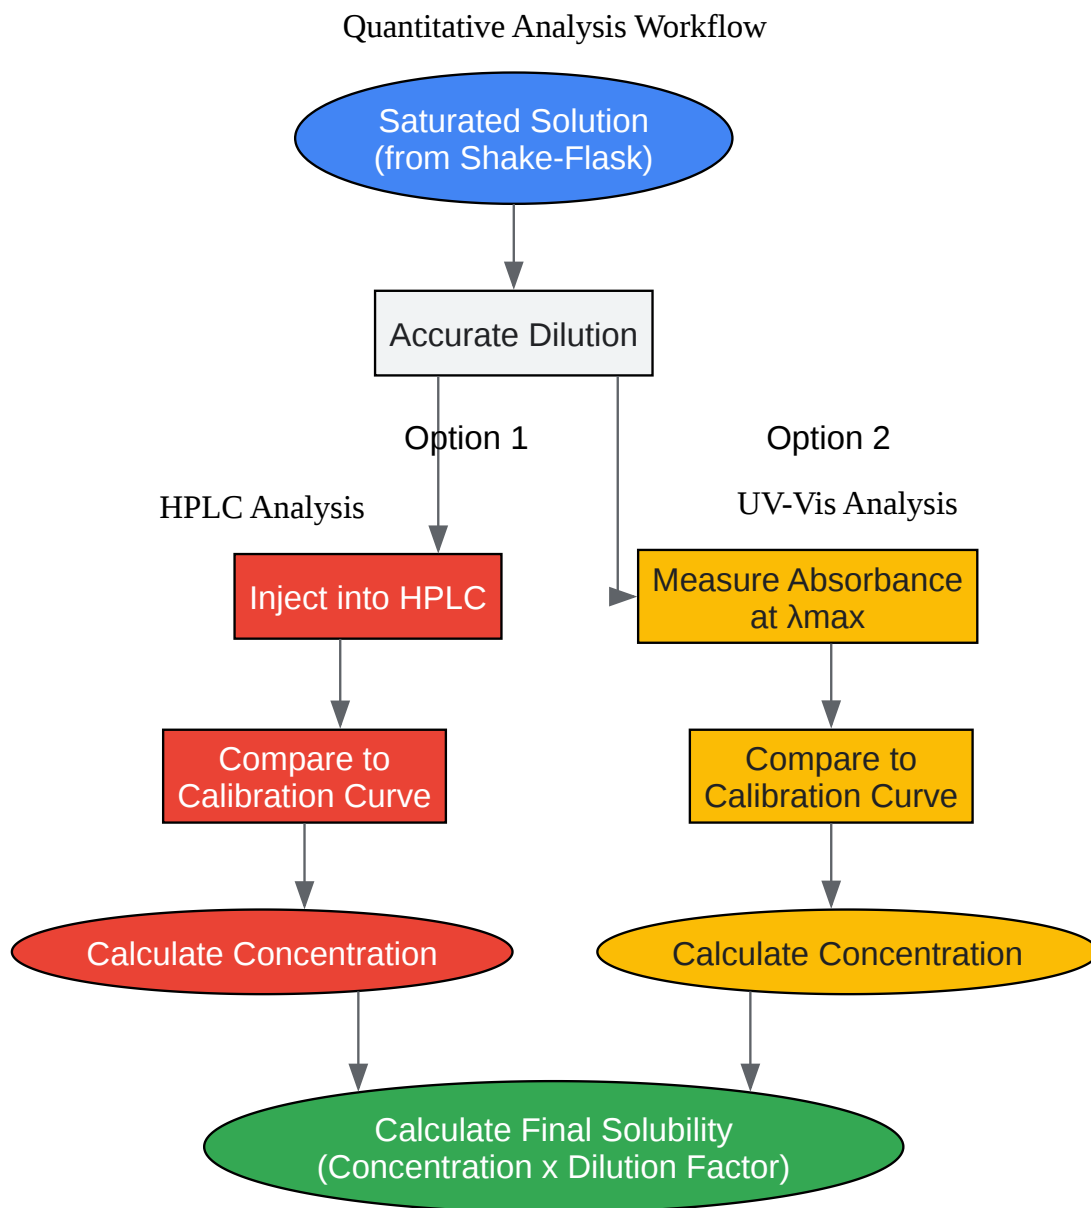 Quantitative Analysis Workflow
Saturated Solution
(from Shake-Flask)
Accurate Dilution
Option 1
Option 2
HPLC Analysis
UV-Vis Analysis
Inject into HPLC
Measure Absorbance
at λmax
Compare to
Calibration Curve
Compare to
Calibration Curve
Calculate Concentration
Calculate Concentration
Calculate Final Solubility
(Concentration x Dilution Factor)